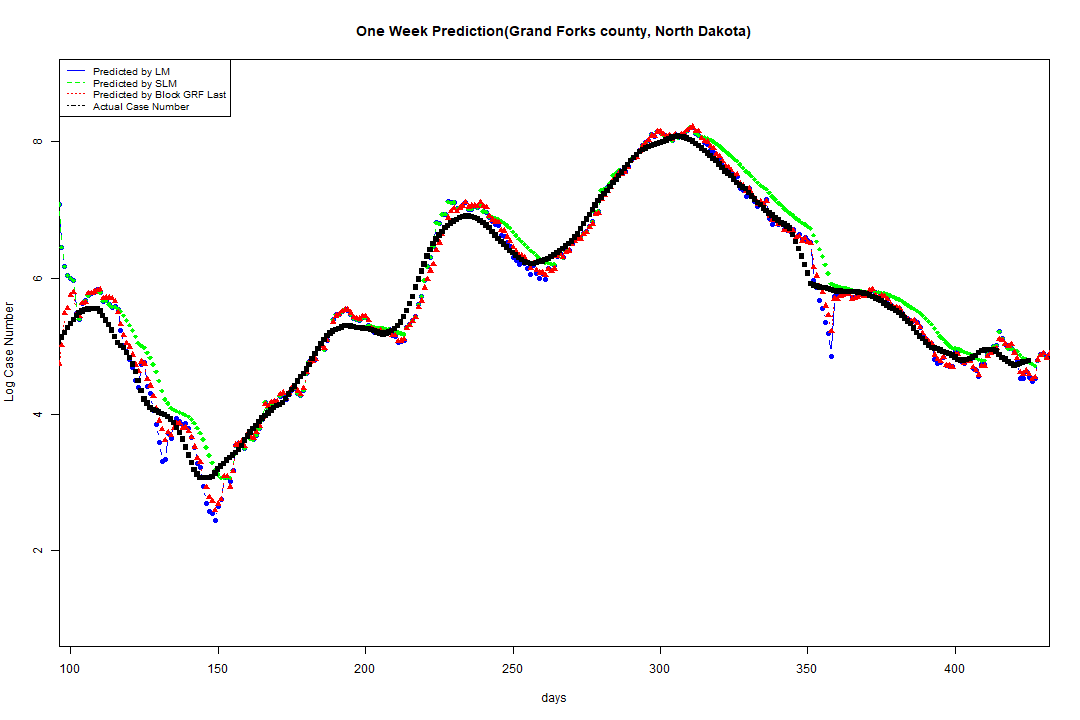 One Week Prediction(Grand Forks county, North Dakota)
Predicted by LM
Predicted by SLM
Predicted by Block GRF Last
Actual Case Number
8
6
4
2
Log Case Number
100 150 200 250 300 350 400
days